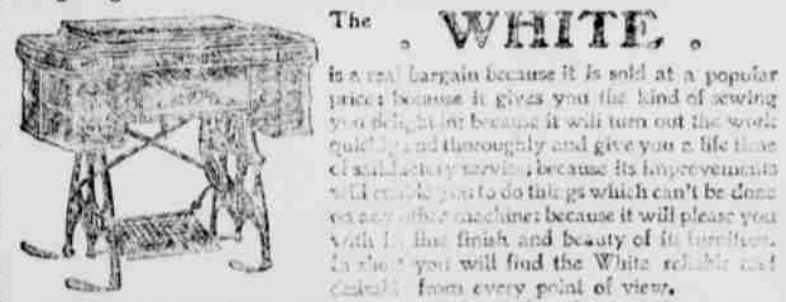 The . WHITE .
is a real bargain because it is sold at a popular
price; because it gives you the kind of sewing
you delight in; because it will turn out the work
quickly and thoroughly and give you a life time
of satisfactory service; because its improvements
will enable you to do things which can't be done
on any other machine; because it will please you
with its fine finish and beauty of its furniture.
In short you will find the White reliable and
desirable from every point of view.